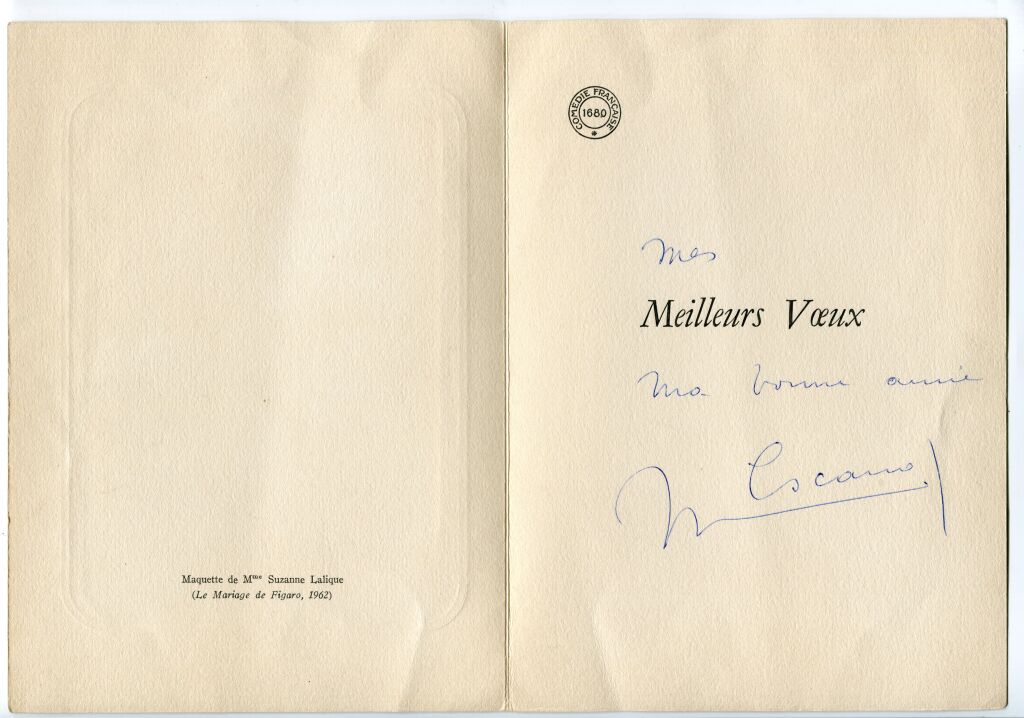 Maquette de Mme Suzanne Lalique
(Le Mariage de Figaro, 1962)
COMÉDIE FRANÇAISE
1680
Mes
Meilleurs Vœux
Ma bonne amie
M Escande